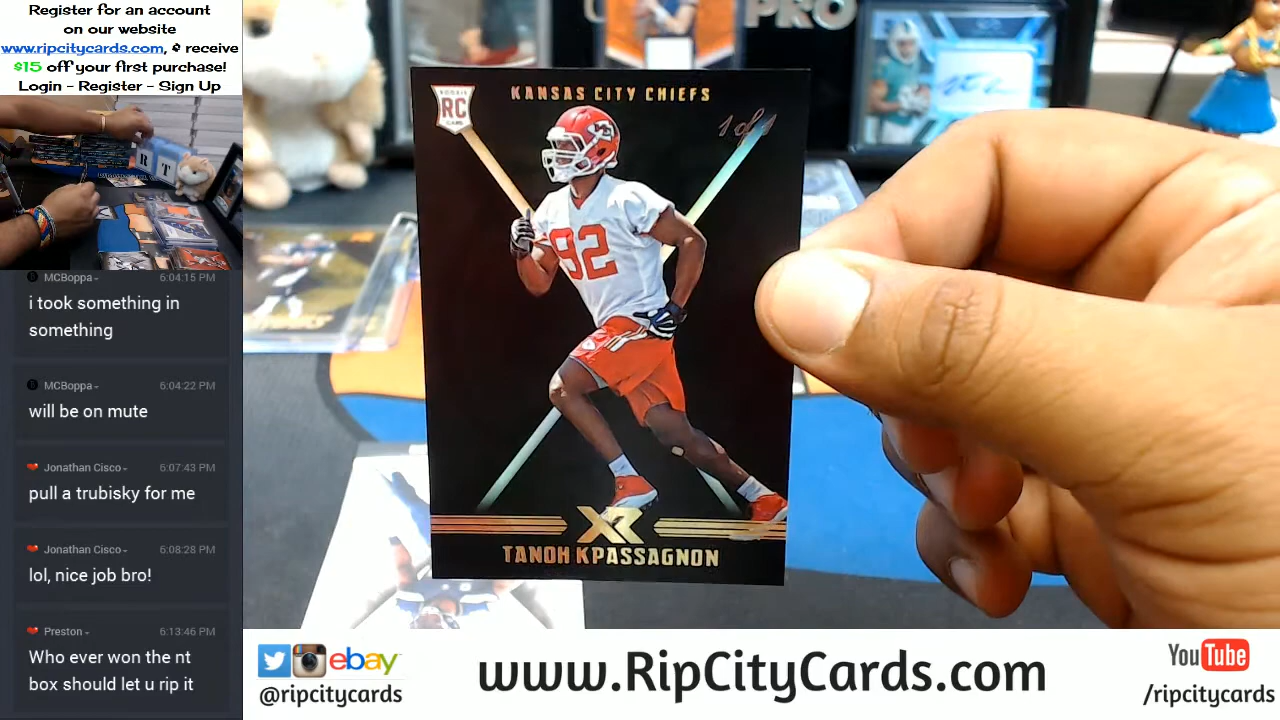 Register for an account
on our website
www.ripcitycards.com, & receive
$15 off your first purchase!
Login - Register - Sign Up
R T
MCBoppa 6:04:15 PM
i took something in
something
MCBoppa 6:04:22 PM
will be on mute
Jonathan Cisco 6:07:43 PM
pull a trubisky for me
Jonathan Cisco 6:08:28 PM
lol, nice job bro!
Preston 6:13:46 PM
Who ever won the nt
box should let u rip it
PRO
KANSAS CITY CHIEFS
ROOKIE
RC
CARD
1 of 1
92
XR
TANOH KPASSAGNON
ebay
@ripcitycards
www.RipCityCards.com
YouTube
/ripcitycards